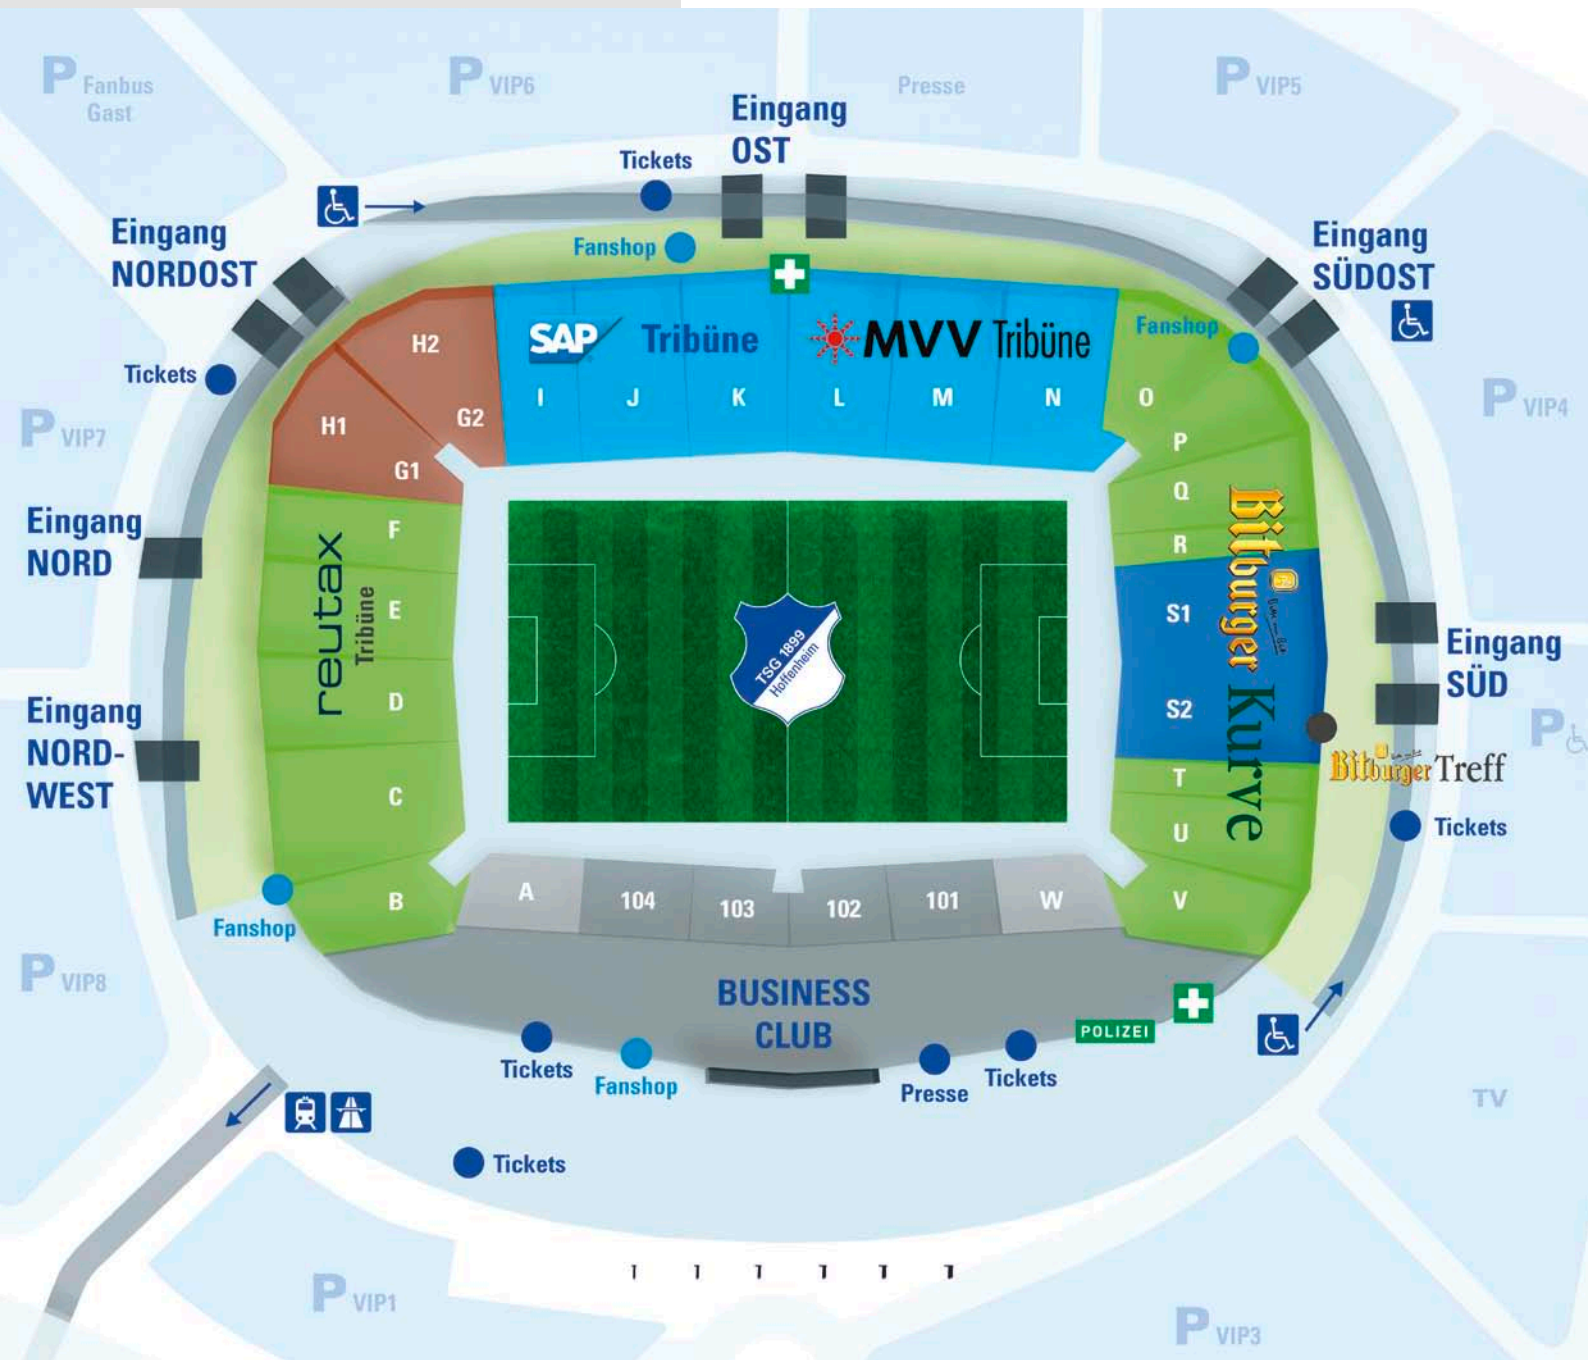 P Fanbus
Gast
P VIP6
Presse
P VIP5
Eingang
OST
Tickets
Eingang
NORDOST
Fanshop
Eingang
SÜDOST
Tickets
H2
SAP Tribüne
MVV Tribüne
Fanshop
P VIP7
H1
G2
G1
I
J
K
L
M
N
O
P
P VIP4
Eingang
NORD
F
reutax
Tribüne
E
D
C
B
Q
R
S1
S2
T
U
V
Bitburger Kurve
TSG 1899
Hoffenheim
Eingang
SÜD
P
Eingang
NORD-
WEST
Bitburger Treff
Tickets
A
104
103
102
101
W
Fanshop
P VIP8
BUSINESS
CLUB
POLIZEI
Tickets
Fanshop
Presse
Tickets
TV
Tickets
P VIP1
P VIP3